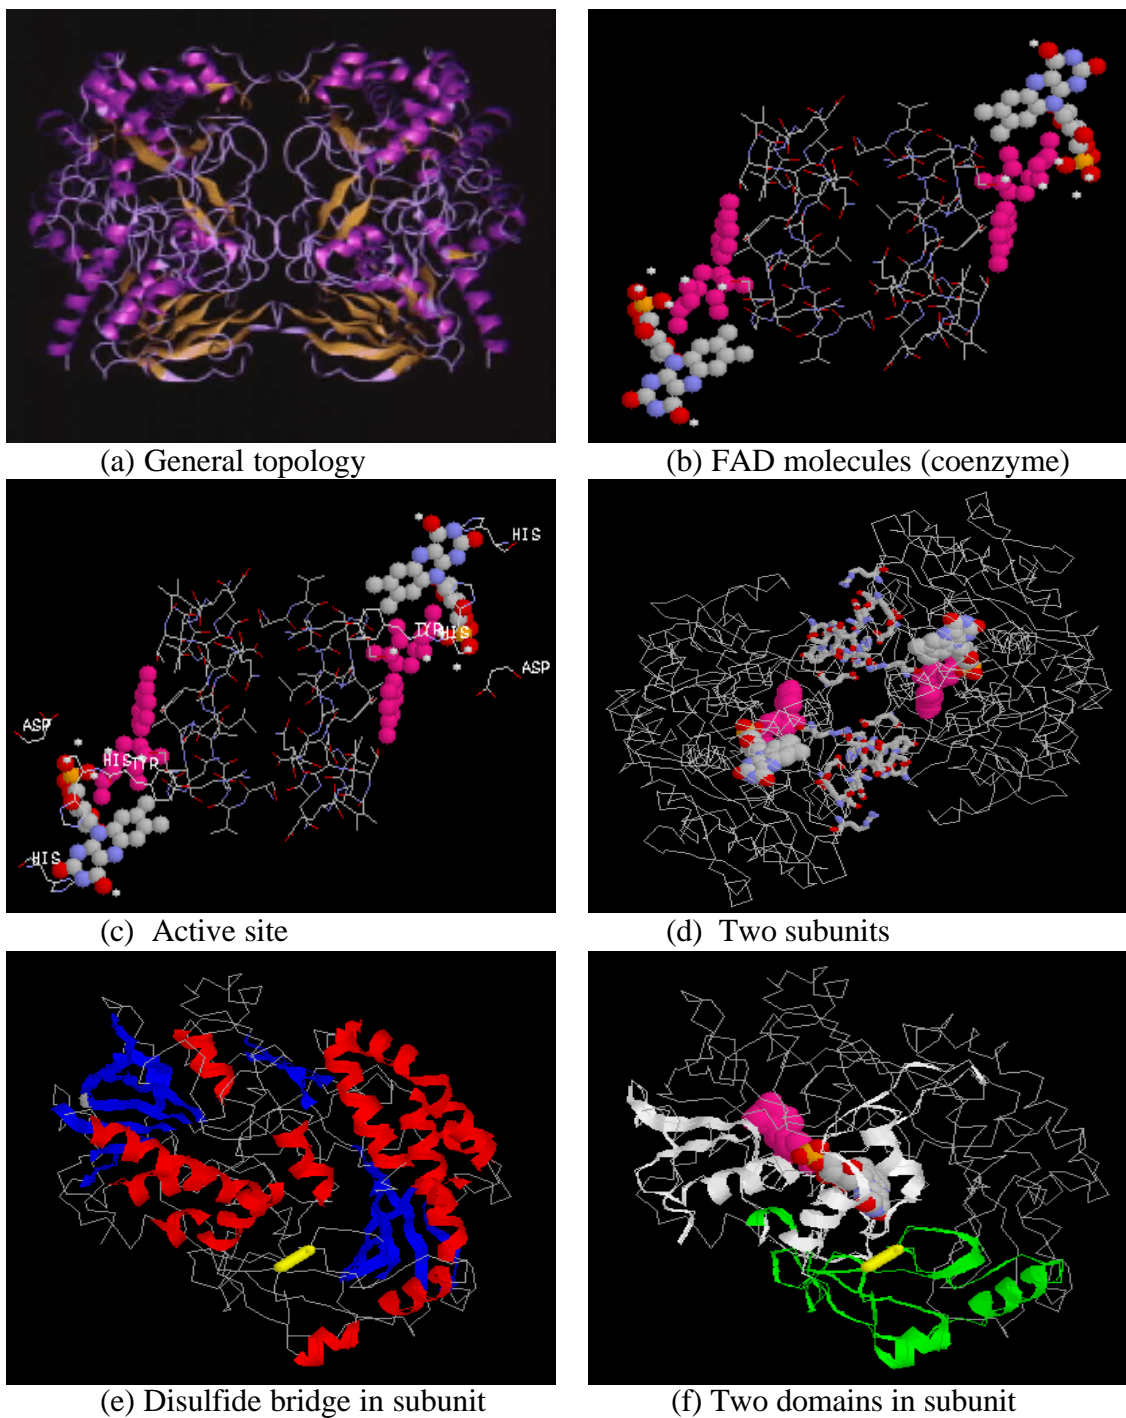 (a) General topology
(b) FAD molecules (coenzyme)
HIS
TYR HIS
ASP
ASP
HIS TYR
HIS
(c) Active site
(d) Two subunits
(e) Disulfide bridge in subunit
(f) Two domains in subunit